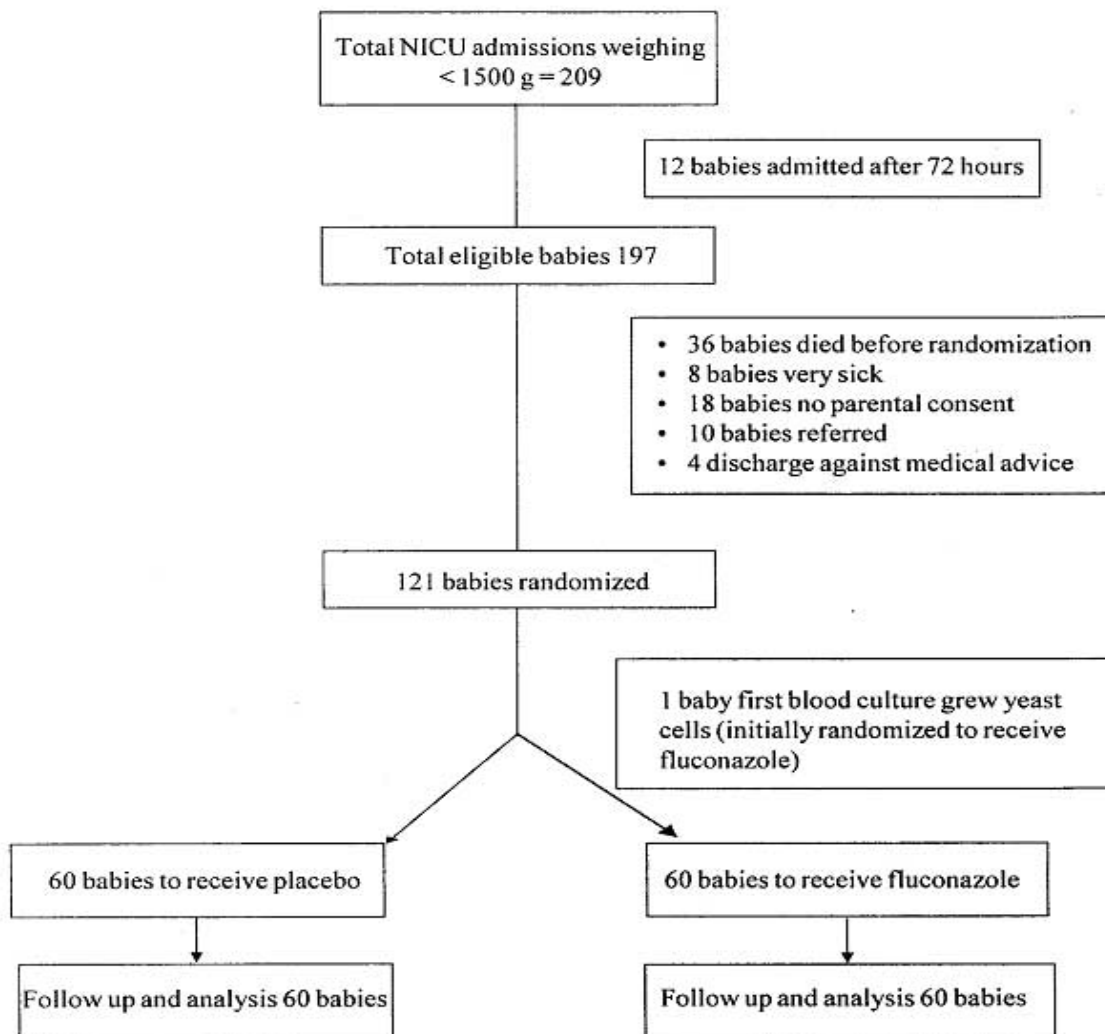 Total NICU admissions weighing
< 1500 g = 209
12 babies admitted after 72 hours
Total eligible babies 197
• 36 babies died before randomization
• 8 babies very sick
• 18 babies no parental consent
• 10 babies referred
• 4 discharge against medical advice
121 babies randomized
1 baby first blood culture grew yeast
cells (initially randomized to receive
fluconazole)
60 babies to receive placebo
60 babies to receive fluconazole
Follow up and analysis 60 babies
Follow up and analysis 60 babies